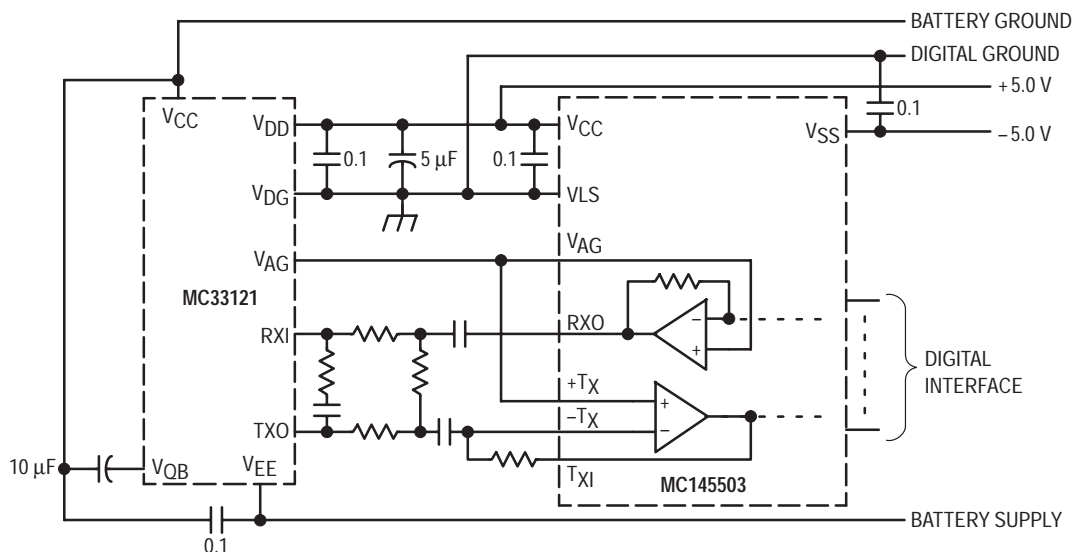 BATTERY GROUND
DIGITAL GROUND
+5.0 V
0.1
–5.0 V
VCC
VDD
VCC
VSS
0.1
5 µF
0.1
VDG
VLS
VAG
VAG
MC33121
RXI
RXO
–
+
DIGITAL
INTERFACE
+TX
+
–TX
–
TXO
10 µF
VQB
VEE
TXI
MC145503
BATTERY SUPPLY
0.1